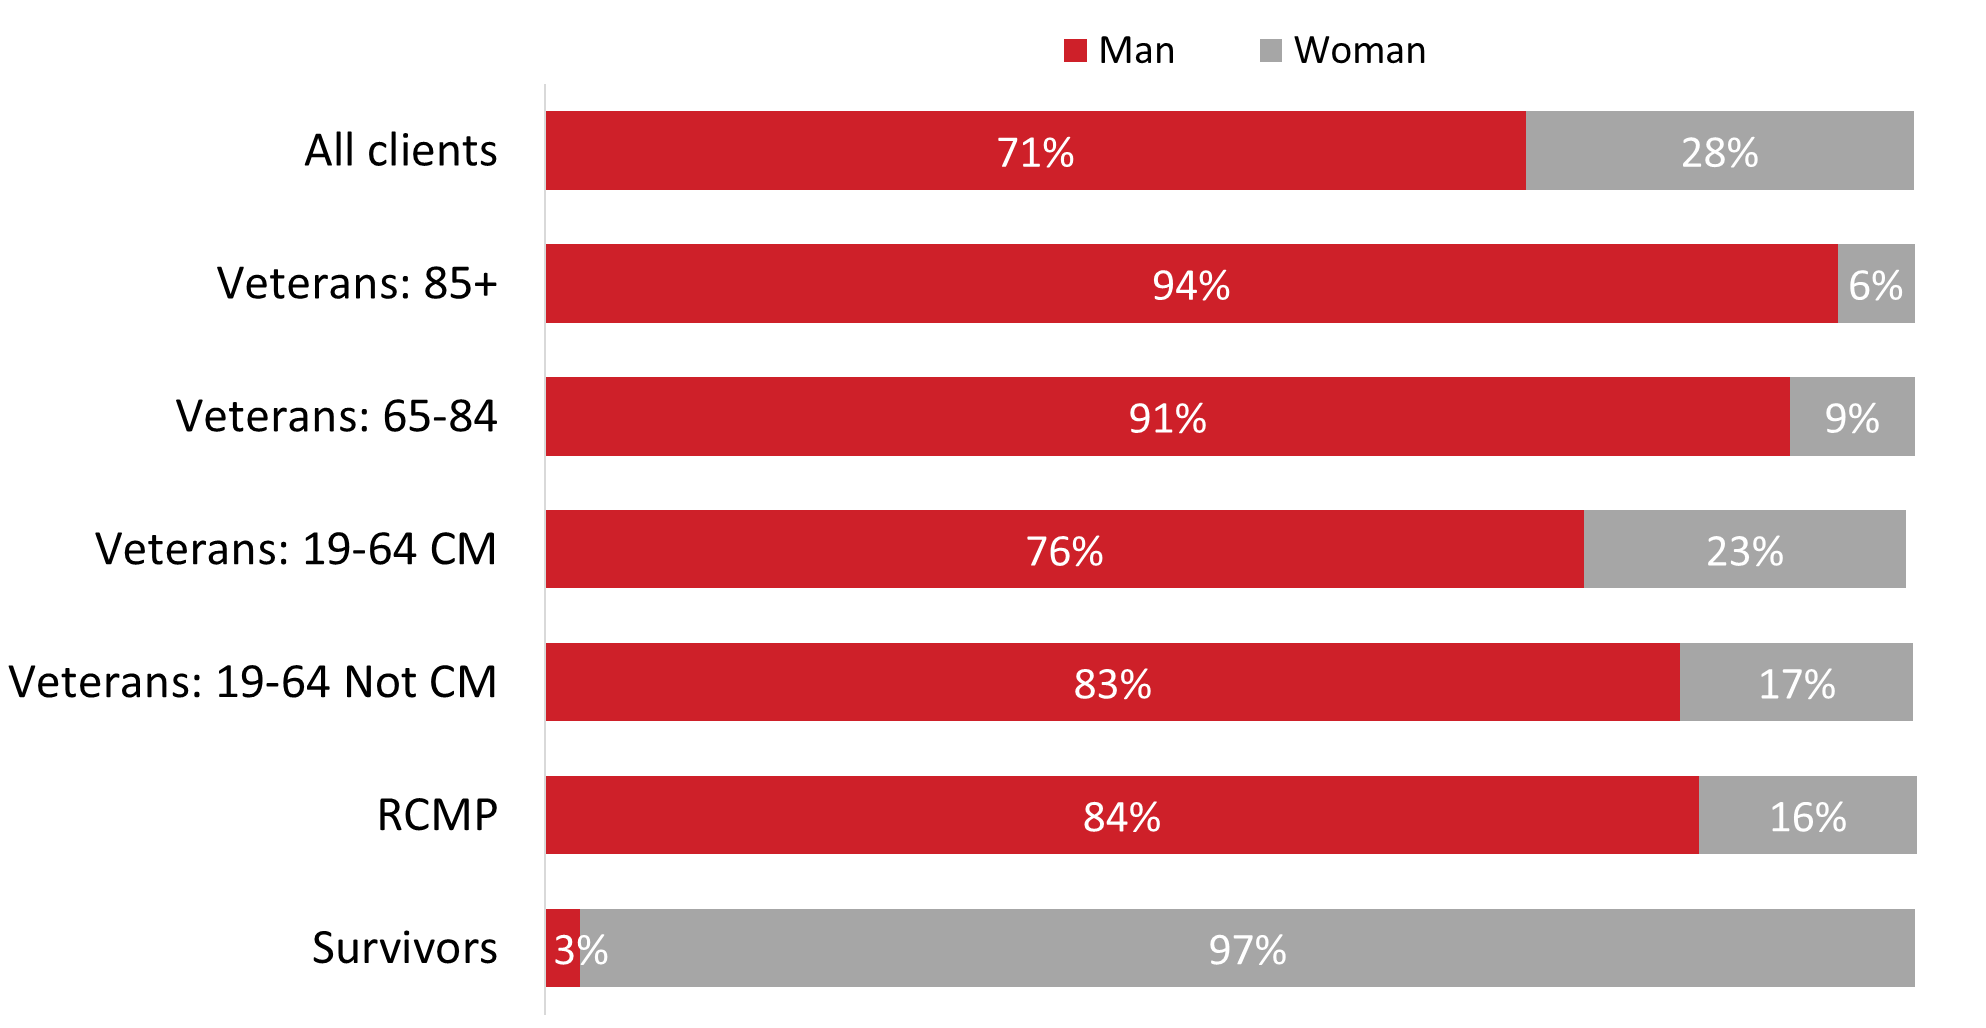 Man Woman
All clients 71% 28%
Veterans: 85+ 94% 6%
Veterans: 65-84 91% 9%
Veterans: 19-64 CM 76% 23%
Veterans: 19-64 Not CM 83% 17%
RCMP 84% 16%
Survivors 3% 97%